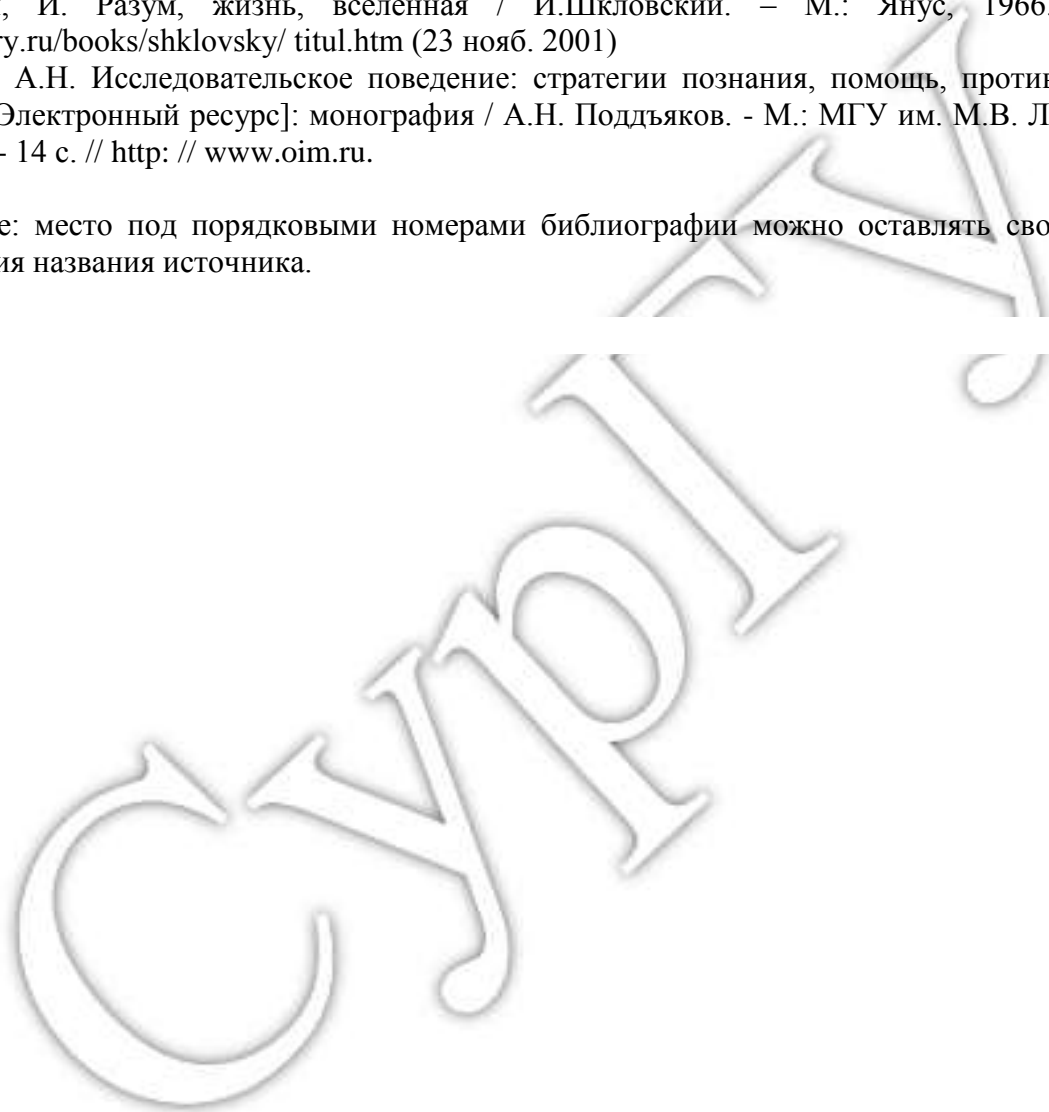 , И. Разум, жизнь, вселенная / И.Шкловский. – М.: Янус, 1966.
ry.ru/books/shklovsky/ titul.htm (23 нояб. 2001)
А.Н. Исследовательское поведение: стратегии познания, помощь, против
Электронный ресурс]: монография / А.Н. Поддъяков. - М.: МГУ им. М.В. Л
- 14 с. // http: // www.oim.ru.
е: место под порядковыми номерами библиографии можно оставлять сво
ия названия источника.
СурГУ